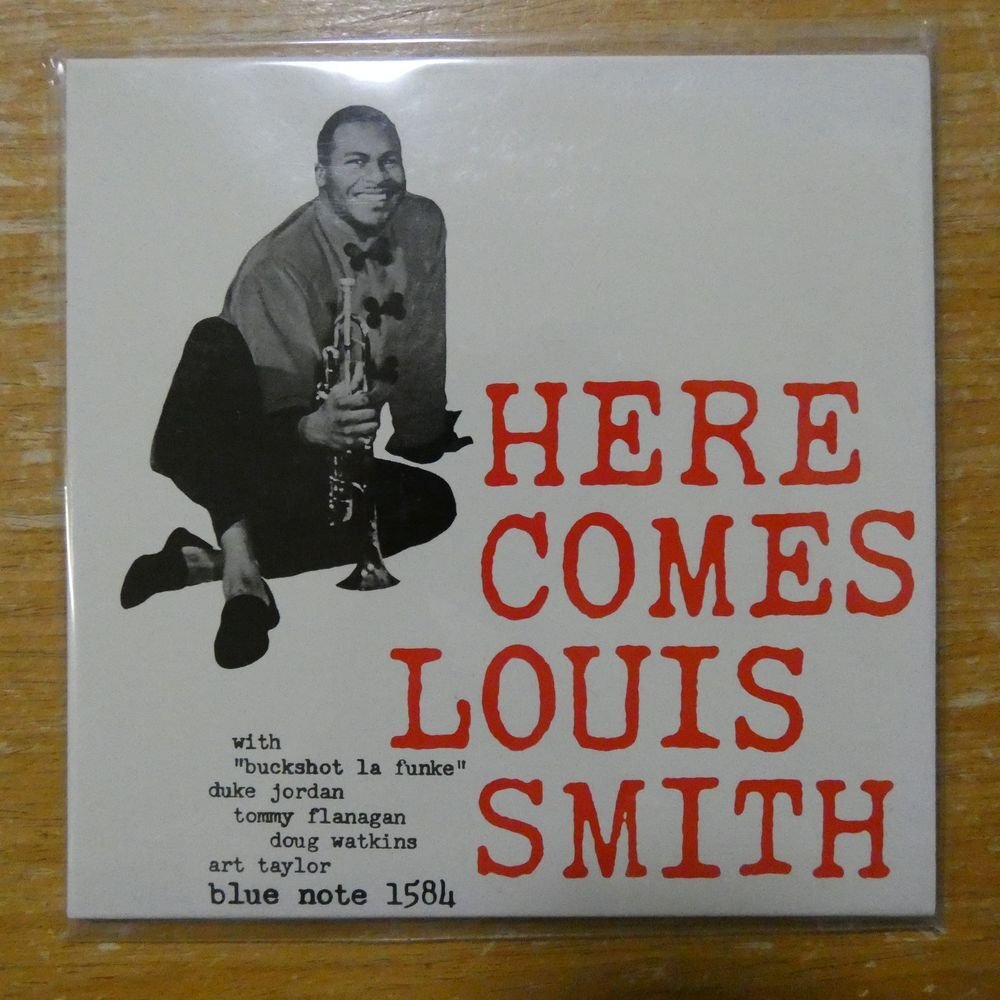 HERE
COMES
LOUIS
SMITH
with
"buckshot la funke"
duke jordan
tommy flanagan
doug watkins
art taylor
blue note 1584